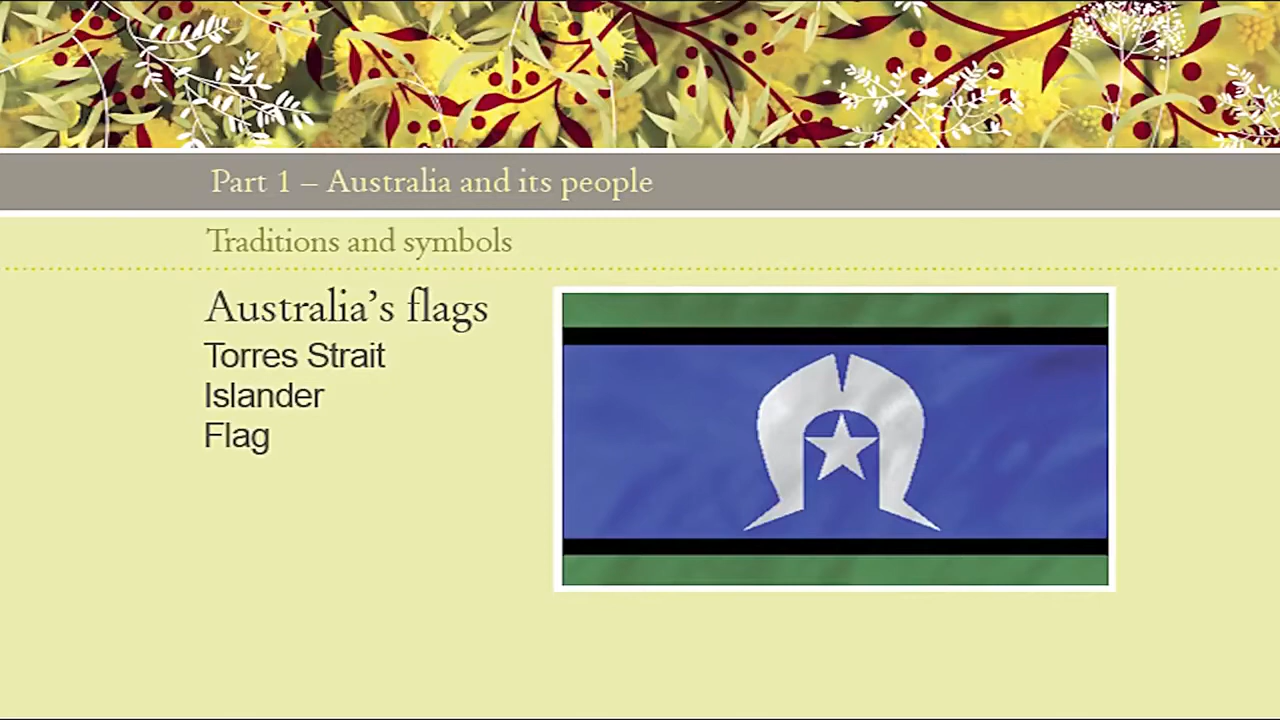 Part 1 – Australia and its people
Traditions and symbols
Australia’s flags
Torres Strait
Islander
Flag